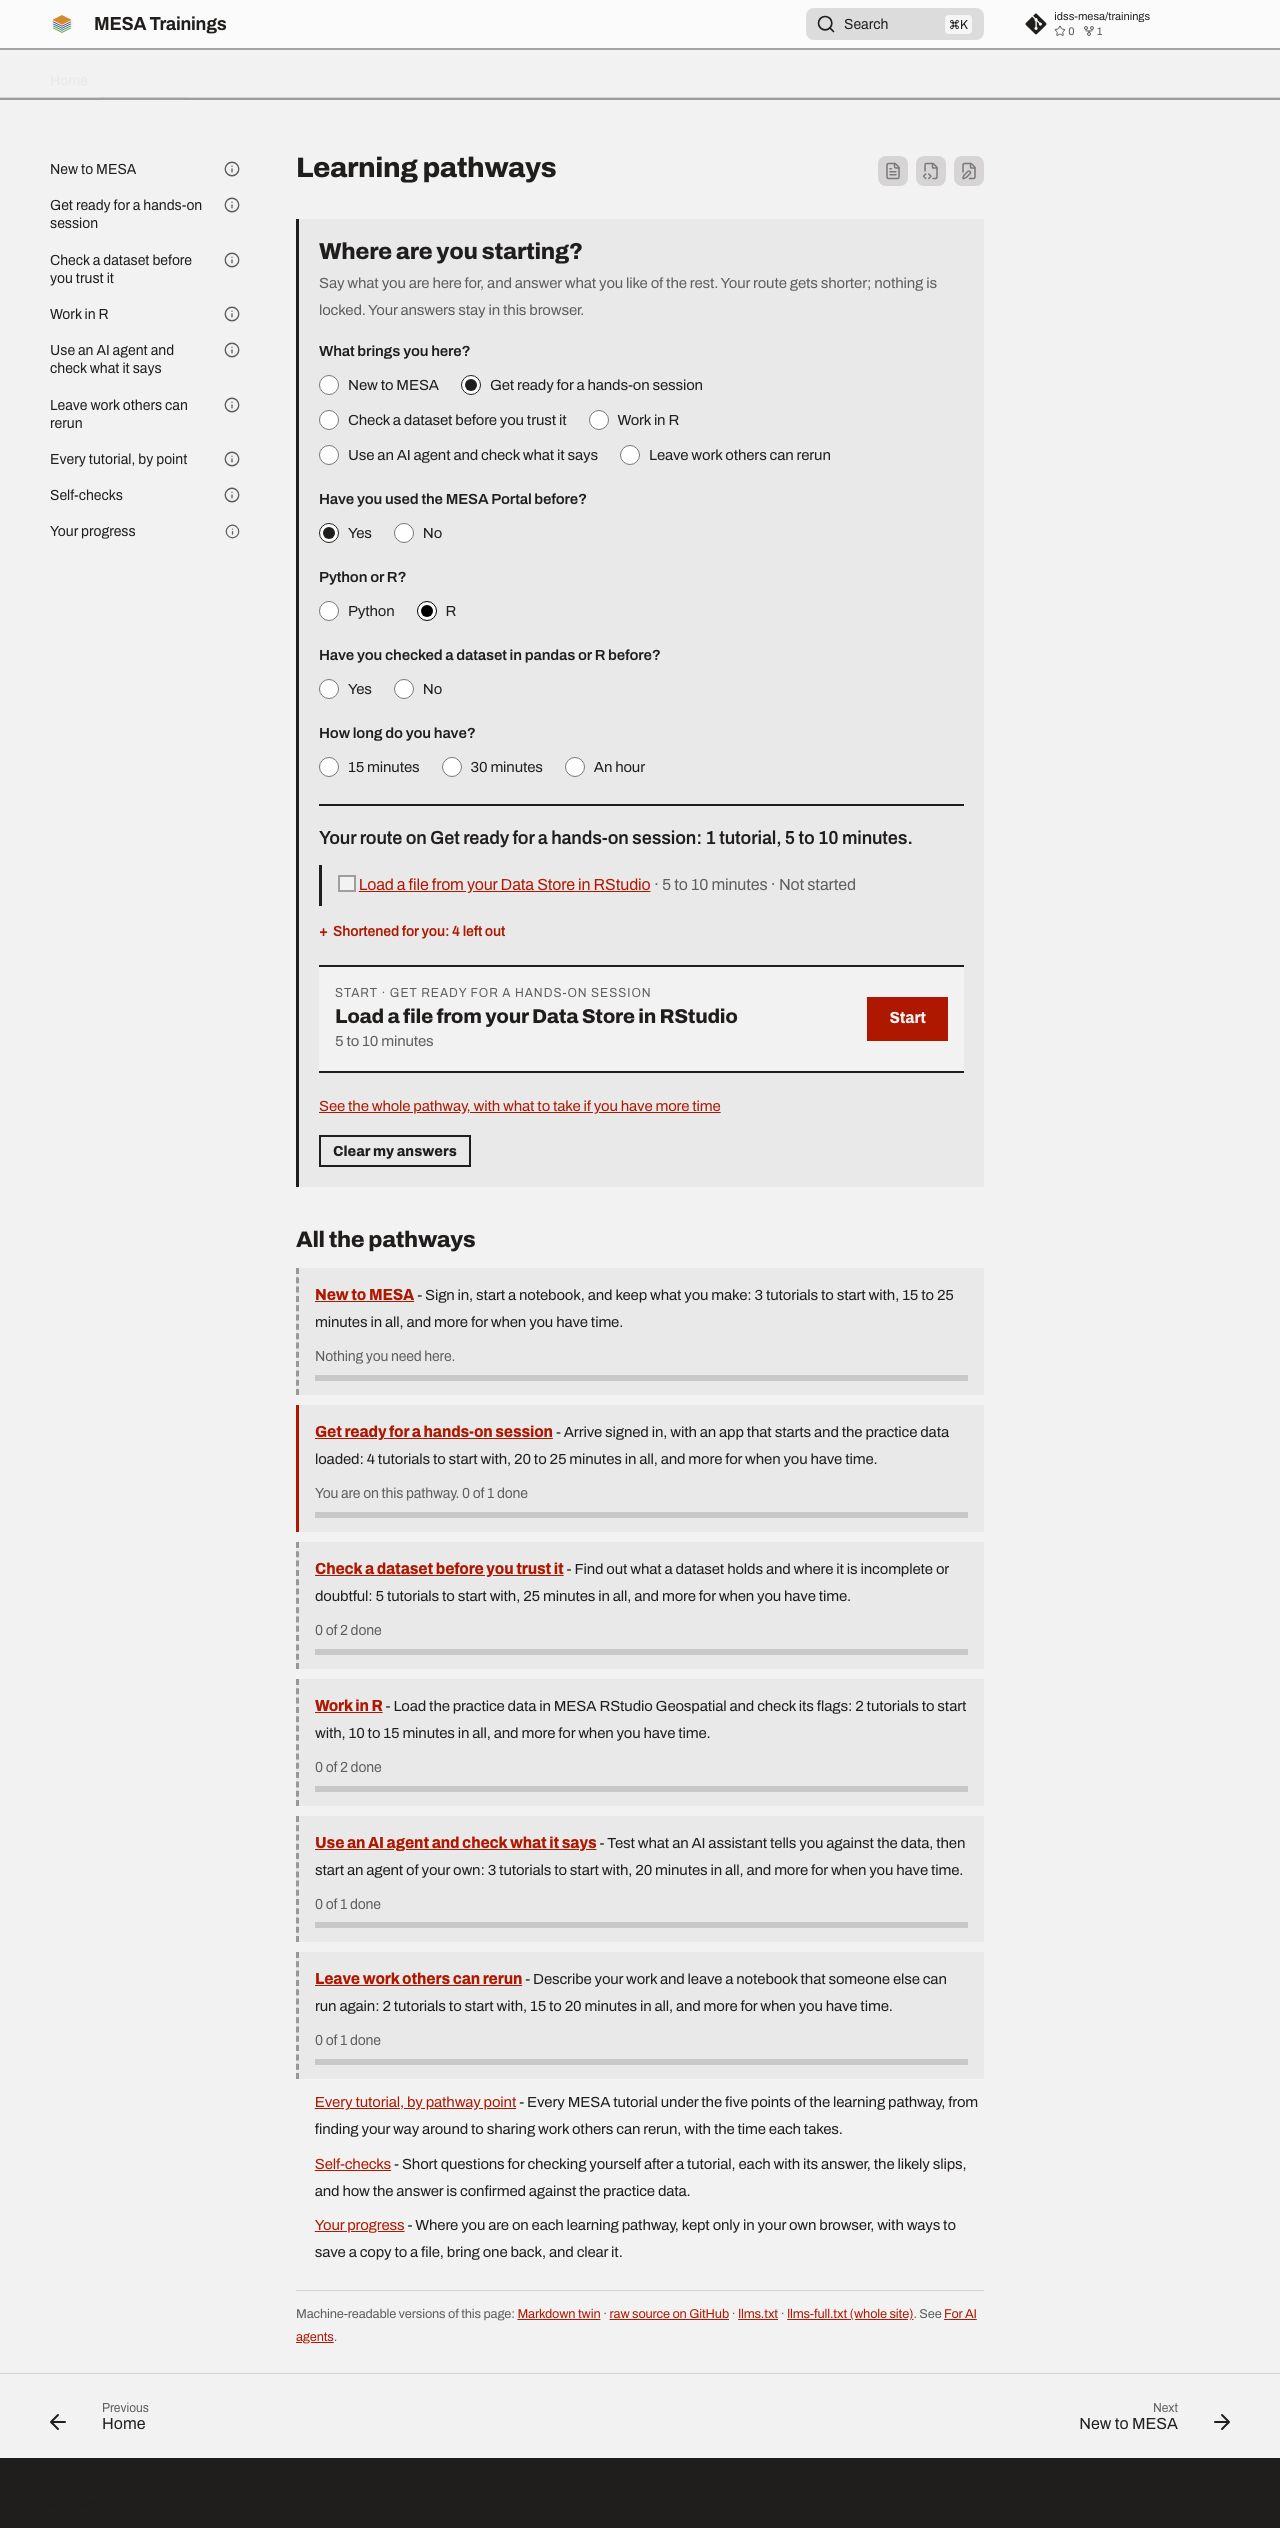 MESA Trainings
Search
⌘K
idss-mesa/trainings
0 1
Home
New to MESA
Get ready for a hands-on
session
Check a dataset before
you trust it
Work in R
Use an AI agent and
check what it says
Leave work others can
rerun
Every tutorial, by point
Self-checks
Your progress
Learning pathways
Where are you starting?
Say what you are here for, and answer what you like of the rest. Your route gets shorter; nothing is
locked. Your answers stay in this browser.
What brings you here?
New to MESA Get ready for a hands-on session
Check a dataset before you trust it Work in R
Use an AI agent and check what it says Leave work others can rerun
Have you used the MESA Portal before?
Yes No
Python or R?
Python R
Have you checked a dataset in pandas or R before?
Yes No
How long do you have?
15 minutes 30 minutes An hour
Your route on Get ready for a hands-on session: 1 tutorial, 5 to 10 minutes.
Load a file from your Data Store in RStudio · 5 to 10 minutes · Not started
+ Shortened for you: 4 left out
START · GET READY FOR A HANDS-ON SESSION
Load a file from your Data Store in RStudio
5 to 10 minutes
Start
See the whole pathway, with what to take if you have more time
Clear my answers
All the pathways
New to MESA - Sign in, start a notebook, and keep what you make: 3 tutorials to start with, 15 to 25
minutes in all, and more for when you have time.
Nothing you need here.
Get ready for a hands-on session - Arrive signed in, with an app that starts and the practice data
loaded: 4 tutorials to start with, 20 to 25 minutes in all, and more for when you have time.
You are on this pathway. 0 of 1 done
Check a dataset before you trust it - Find out what a dataset holds and where it is incomplete or
doubtful: 5 tutorials to start with, 25 minutes in all, and more for when you have time.
0 of 2 done
Work in R - Load the practice data in MESA RStudio Geospatial and check its flags: 2 tutorials to start
with, 10 to 15 minutes in all, and more for when you have time.
0 of 2 done
Use an AI agent and check what it says - Test what an AI assistant tells you against the data, then
start an agent of your own: 3 tutorials to start with, 20 minutes in all, and more for when you have time.
0 of 1 done
Leave work others can rerun - Describe your work and leave a notebook that someone else can
run again: 2 tutorials to start with, 15 to 20 minutes in all, and more for when you have time.
0 of 1 done
Every tutorial, by pathway point - Every MESA tutorial under the five points of the learning pathway, from
finding your way around to sharing work others can rerun, with the time each takes.
Self-checks - Short questions for checking yourself after a tutorial, each with its answer, the likely slips,
and how the answer is confirmed against the practice data.
Your progress - Where you are on each learning pathway, kept only in your own browser, with ways to
save a copy to a file, bring one back, and clear it.
Machine-readable versions of this page: Markdown twin · raw source on GitHub · llms.txt · llms-full.txt (whole site). See For AI
agents.
Previous
Home
Next
New to MESA